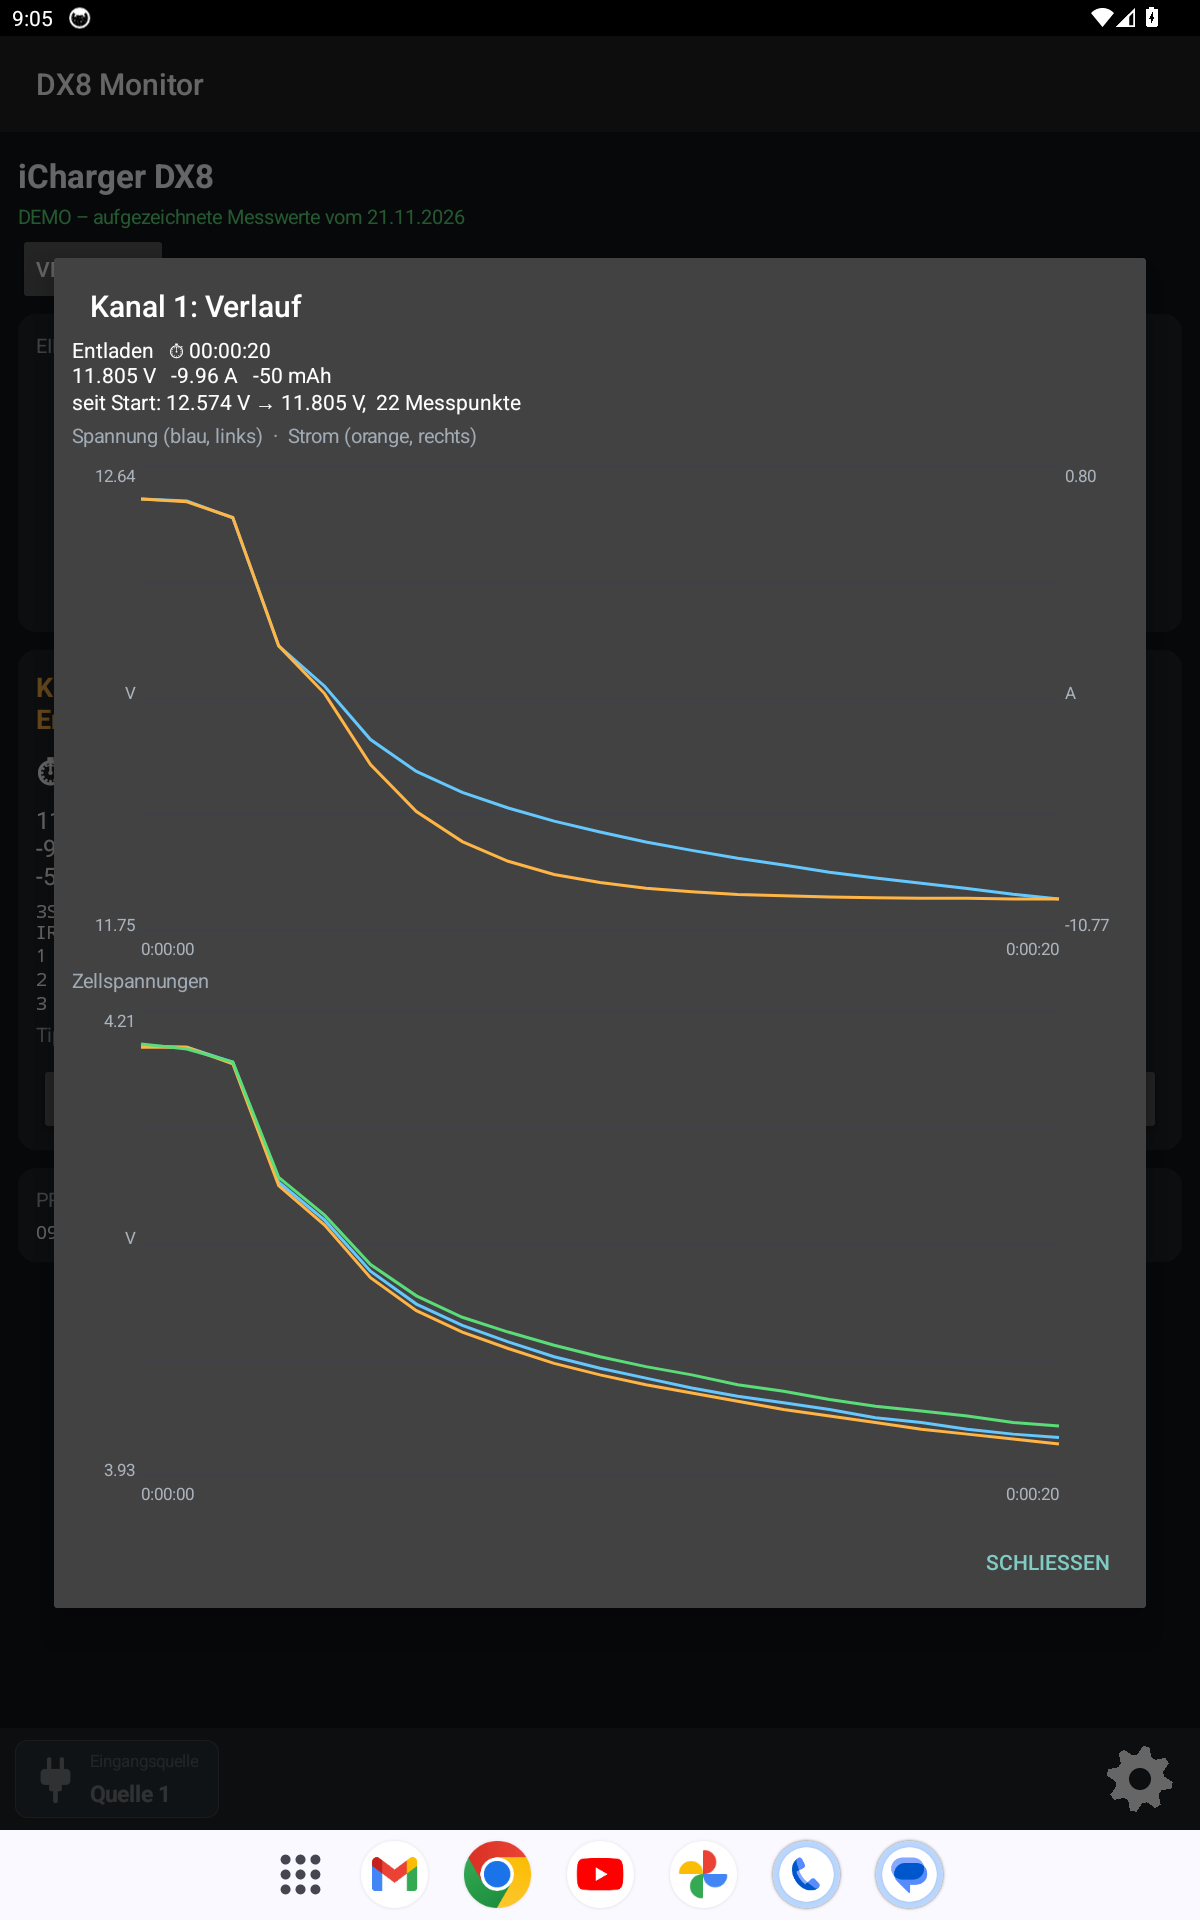 9:05
DX8 Monitor
iCharger DX8
DEMO – aufgezeichnete Messwerte vom 21.11.2026
Kanal 1: Verlauf
Entladen ⏱ 00:00:20
11.805 V -9.96 A -50 mAh
seit Start: 12.574 V → 11.805 V, 22 Messpunkte
Spannung (blau, links) · Strom (orange, rechts)
12.64
0.80
V
A
11.75
-10.77
0:00:00
0:00:20
Zellspannungen
4.21
V
3.93
0:00:00
0:00:20
1
2
3
SCHLIESSEN
Eingangsquelle
Quelle 1